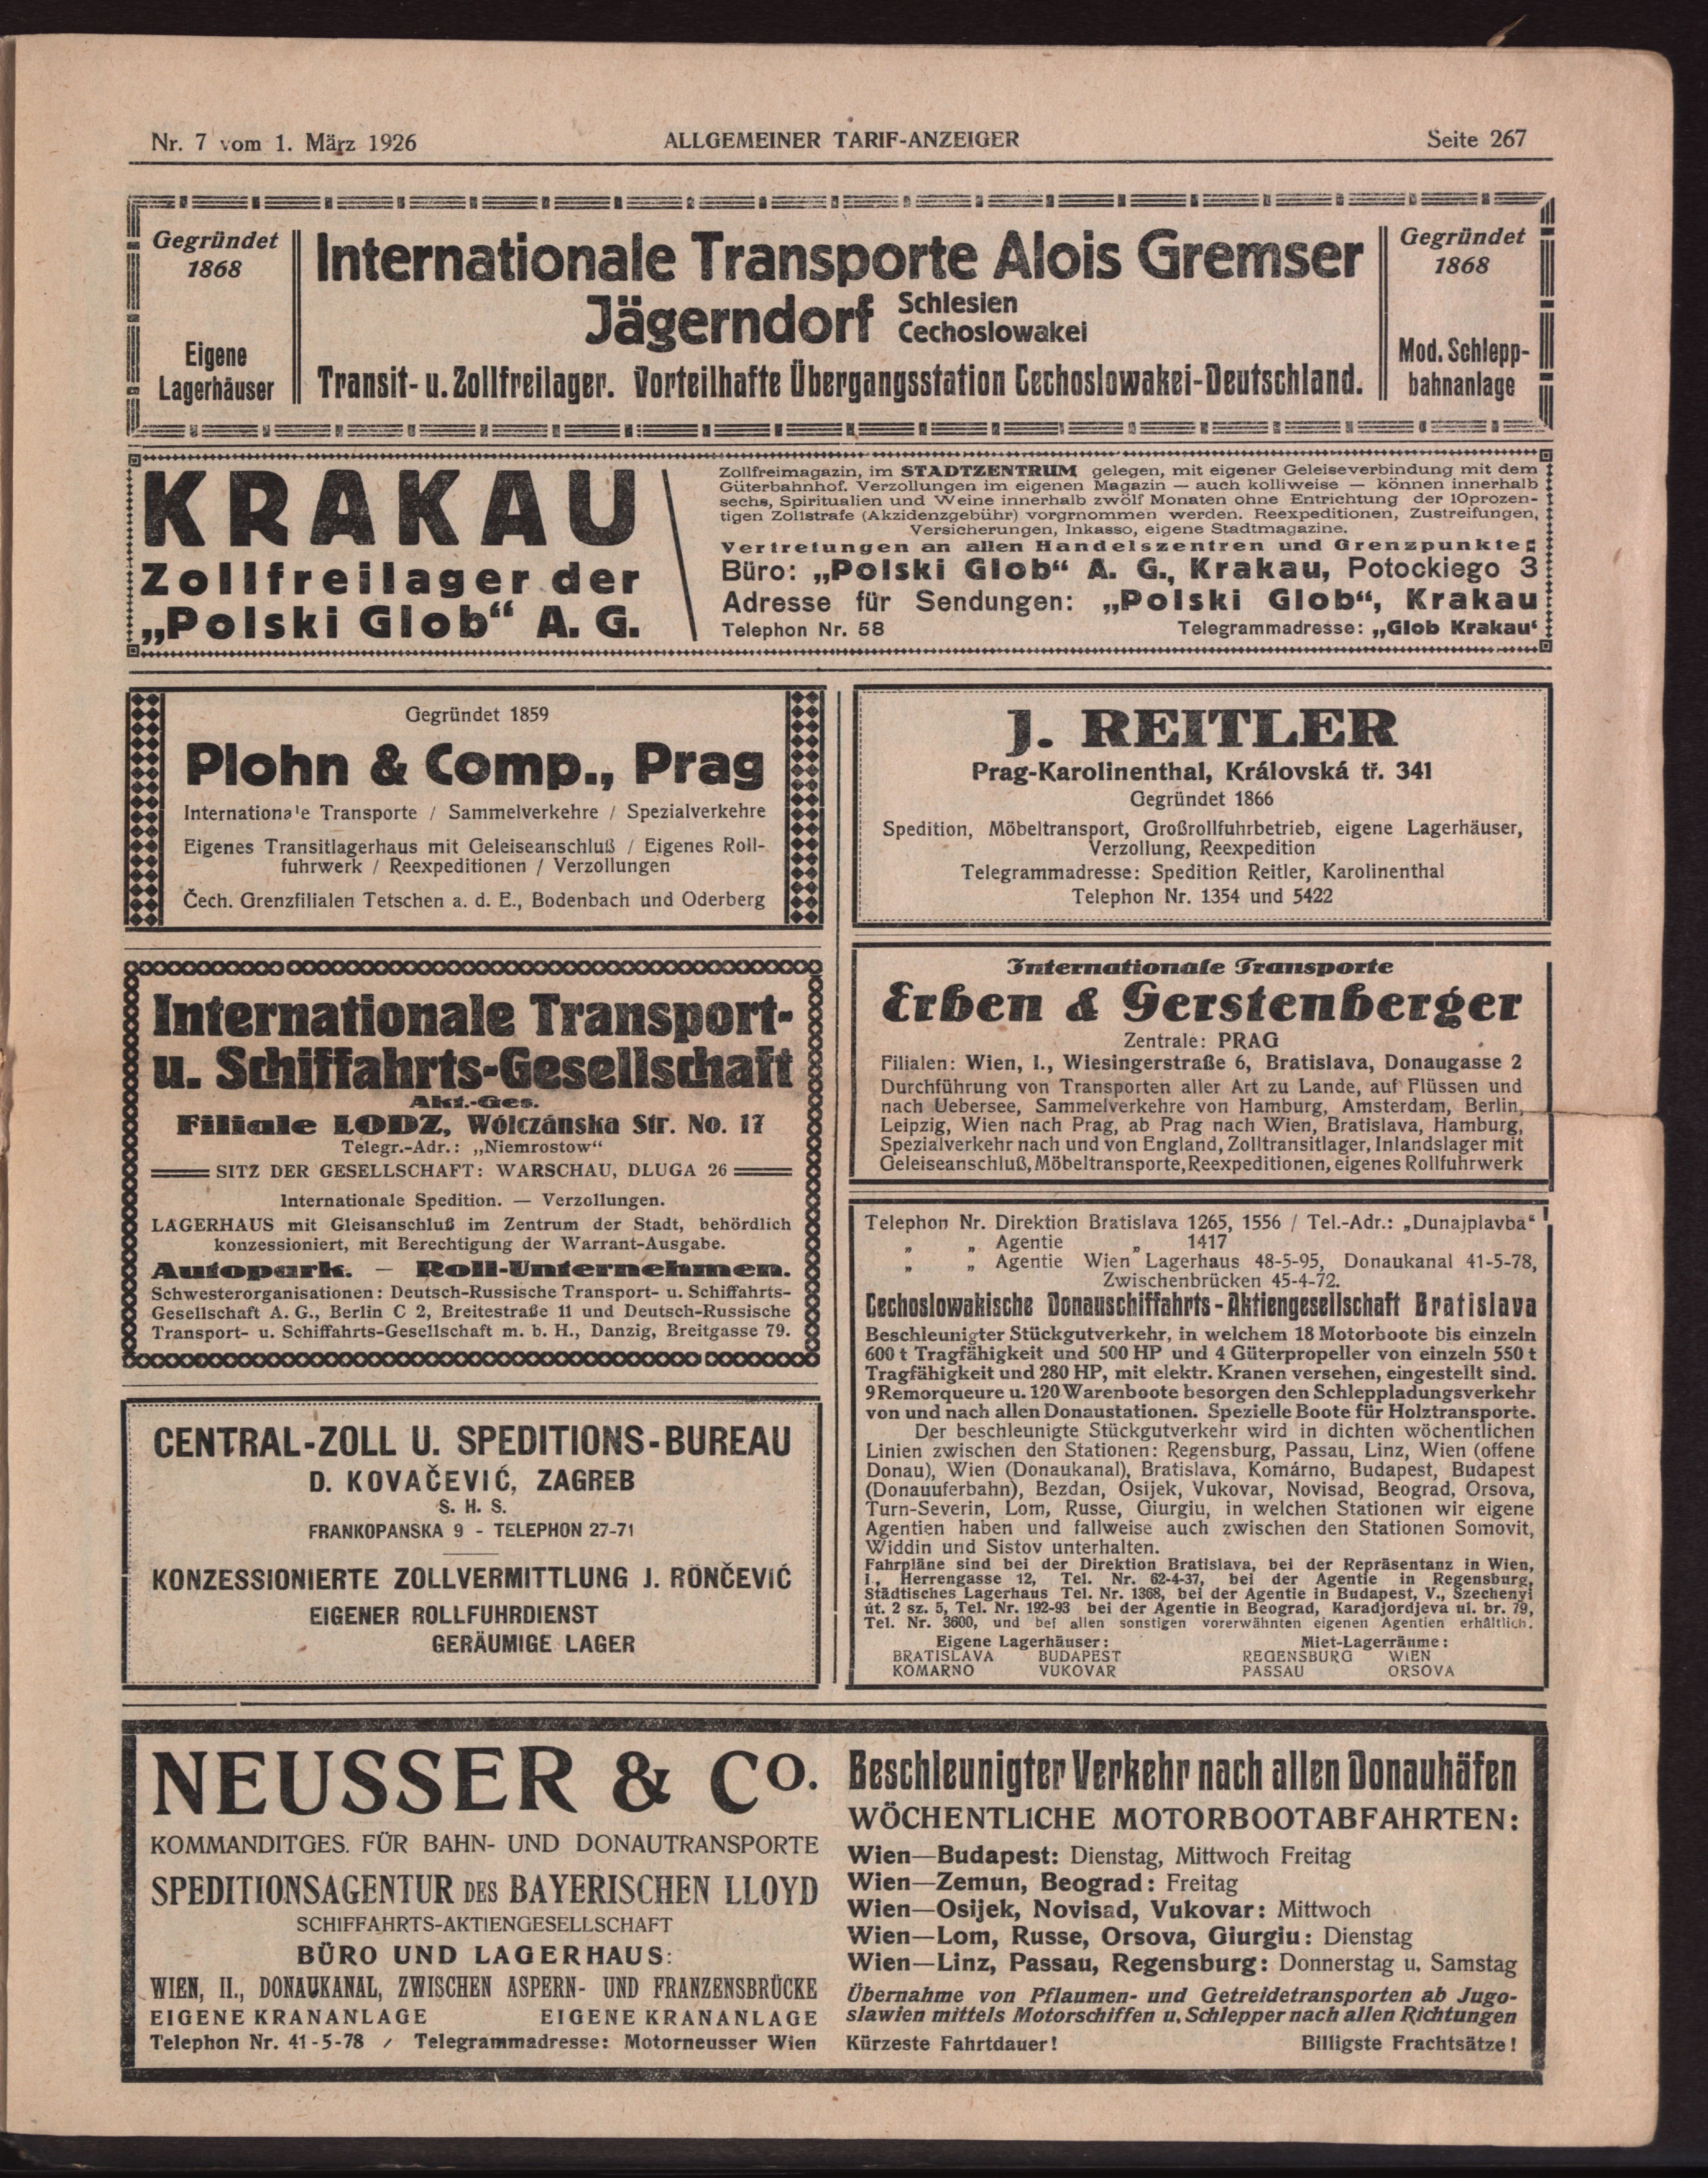 Nr. 7 vom 1. März 1926
ALLGEMEINER TARIF-ANZEIGER
Seite 267
Gegründet
1868
Eigene
Lagerhäuser
Internationale Transporte Alois Gremser
Jägerndorf Schlesien
Cechoslowakei
Transit- u. Zollfreilager. Vorteilhafte Übergangsstation Cechoslowakei-Deutschland.
Gegründet
1868
Mod. Schlepp-
bahnanlage
KRAKAU
Zollfreilager der
„Polski Glob“ A. G.
Zollfreimagazin, im STADTZENTRUM gelegen, mit eigener Geleiseverbindung mit dem
Güterbahnhof. Verzollungen im eigenen Magazin — auch kolliweise — können innerhalb
sechs, Spiritualien und Weine innerhalb zwölf Monaten ohne Entrichtung der 10prozen-
tigen Zollstrafe (Akzidenzgebühr) vorgrnommen werden. Reexpeditionen, Zustreifungen,
Versicherungen, Inkasso, eigene Stadtmagazine.
Vertretungen an allen Handelszentren und Grenzpunkten
Büro: „Polski Glob“ A. G., Krakau, Potockiego 3
Adresse für Sendungen: „Polski Glob“, Krakau
Telephon Nr. 58 Telegrammadresse: „Glob Krakau‘
Gegründet 1859
Plohn & Comp., Prag
Internationale Transporte / Sammelverkehre / Spezialverkehre
Eigenes Transitlagerhaus mit Geleiseanschluß / Eigenes Roll-
fuhrwerk / Reexpeditionen / Verzollungen
Čech. Grenzfilialen Tetschen a. d. E., Bodenbach und Oderberg
Internationale Transport-
u. Schiffahrts-Gesellschaft
Akt.-Ges.
Filiale LODZ, Wólczánska Str. No. 17
Telegr.-Adr.: „Niemrostow“
SITZ DER GESELLSCHAFT: WARSCHAU, DLUGA 26
Internationale Spedition. — Verzollungen.
LAGERHAUS mit Gleisanschluß im Zentrum der Stadt, behördlich
konzessioniert, mit Berechtigung der Warrant-Ausgabe.
Autopark. — Roll-Unternehmen.
Schwesterorganisationen: Deutsch-Russische Transport- u. Schiffahrts-
Gesellschaft A. G., Berlin C 2, Breitestraße 11 und Deutsch-Russische
Transport- u. Schiffahrts-Gesellschaft m. b. H., Danzig, Breitgasse 79.
CENTRAL-ZOLL U. SPEDITIONS-BUREAU
D. KOVAČEVIĆ, ZAGREB
S. H. S.
FRANKOPANSKA 9 - TELEPHON 27-71
KONZESSIONIERTE ZOLLVERMITTLUNG J. RONČEVIĆ
EIGENER ROLLFUHRDIENST
GERÄUMIGE LAGER
J. REITLER
Prag-Karolinenthal, Královská tř. 341
Gegründet 1866
Spedition, Möbeltransport, Großrollfuhrbetrieb, eigene Lagerhäuser,
Verzollung, Reexpedition
Telegrammadresse: Spedition Reitler, Karolinenthal
Telephon Nr. 1354 und 5422
Internationale Transporte
Erben & Gerstenberger
Zentrale: PRAG
Filialen: Wien, I., Wiesingerstraße 6, Bratislava, Donaugasse 2
Durchführung von Transporten aller Art zu Lande, auf Flüssen und
nach Uebersee, Sammelverkehre von Hamburg, Amsterdam, Berlin,
Leipzig, Wien nach Prag, ab Prag nach Wien, Bratislava, Hamburg,
Spezialverkehr nach und von England, Zolltransitlager, Inlandslager mit
Geleiseanschluß, Möbeltransporte, Reexpeditionen, eigenes Rollfuhrwerk
Telephon Nr. Direktion Bratislava 1265, 1556 / Tel.-Adr.: „Dunajplavba“
„ „ Agentie „ 1417
„ „ Agentie Wien Lagerhaus 48-5-95, Donaukanal 41-5-78,
Zwischenbrücken 45-4-72.
Cechoslowakische Donauschiffahrts-Aktiengesellschaft Bratislava
Beschleunigter Stückgutverkehr, in welchem 18 Motorboote bis einzeln
600 t Tragfähigkeit und 500 HP und 4 Güterpropeller von einzeln 550 t
Tragfähigkeit und 280 HP, mit elektr. Kranen versehen, eingestellt sind.
9 Remorqueure u. 120 Warenboote besorgen den Schleppladungsverkehr
von und nach allen Donaustationen. Spezielle Boote für Holztransporte.
Der beschleunigte Stückgutverkehr wird in dichten wöchentlichen
Linien zwischen den Stationen: Regensburg, Passau, Linz, Wien (offene
Donau), Wien (Donaukanal), Bratislava, Komárno, Budapest, Budapest
(Donauuferbahn), Bezdan, Osijek, Vukovar, Novisad, Beograd, Orsova,
Turn-Severin, Lom, Russe, Giurgiu, in welchen Stationen wir eigene
Agentien haben und fallweise auch zwischen den Stationen Somovit,
Widdin und Sistov unterhalten.
Fahrpläne sind bei der Direktion Bratislava, bei der Repräsentanz in Wien,
I., Herrengasse 12, Tel. Nr. 62-4-37, bei der Agentie in Regensburg,
Städtisches Lagerhaus Tel. Nr. 1368, bei der Agentie in Budapest, V., Szechenyi
út. 2 sz. 5, Tel. Nr. 192-93 bei der Agentie in Beograd, Karadjordjeva ul. br. 79,
Tel. Nr. 3600, und bei allen sonstigen vorerwähnten eigenen Agentien erhältlich.
Eigene Lagerhäuser: Miet-Lagerräume:
BRATISLAVA BUDAPEST REGENSBURG WIEN
KOMARNO VUKOVAR PASSAU ORSOVA
NEUSSER & Co.
KOMMANDITGES. FÜR BAHN- UND DONAUTRANSPORTE
SPEDITIONSAGENTUR DES BAYERISCHEN LLOYD
SCHIFFAHRTS-AKTIENGESELLSCHAFT
BÜRO UND LAGERHAUS:
WIEN, II., DONAUKANAL, ZWISCHEN ASPERN- UND FRANZENSBRÜCKE
EIGENE KRANANLAGE EIGENE KRANANLAGE
Telephon Nr. 41-5-78 / Telegrammadresse: Motorneusser Wien
Beschleunigter Verkehr nach allen Donauhäfen
WÖCHENTLICHE MOTORBOOTABFAHRTEN:
Wien—Budapest: Dienstag, Mittwoch Freitag
Wien—Zemun, Beograd: Freitag
Wien—Osijek, Novisad, Vukovar: Mittwoch
Wien—Lom, Russe, Orsova, Giurgiu: Dienstag
Wien—Linz, Passau, Regensburg: Donnerstag u. Samstag
Übernahme von Pflaumen- und Getreidetransporten ab Jugo-
slawien mittels Motorschiffen u. Schlepper nach allen Richtungen
Kürzeste Fahrtdauer! Billigste Frachtsätze!